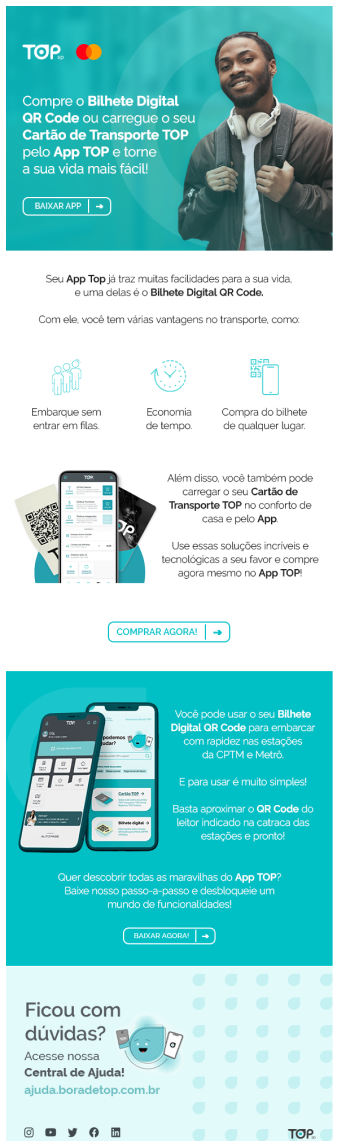 TOP sp
Compre o Bilhete Digital
QR Code ou carregue o seu
Cartão de Transporte TOP
pelo App TOP e torne
a sua vida mais fácil!
BAIXAR APP
Seu App Top já traz muitas facilidades para a sua vida,
e uma delas é o Bilhete Digital QR Code.
Com ele, você tem várias vantagens no transporte, como:
Embarque sem
entrar em filas.
Economia
de tempo.
Compra do bilhete
de qualquer lugar.
TOP
Além disso, você também pode
carregar o seu Cartão de
Transporte TOP no conforto de
casa e pelo App.
Use essas soluções incríveis e
tecnológicas a seu favor e compre
agora mesmo no App TOP!
COMPRAR AGORA!
TOP
podemos
ajudar?
Cartão TOP
Bilhete digital
Você pode usar o seu Bilhete
Digital QR Code para embarcar
com rapidez nas estações
da CPTM e Metrô.
E para usar é muito simples!
Basta aproximar o QR Code do
leitor indicado na catraca das
estações e pronto!
Quer descobrir todas as maravilhas do App TOP?
Baixe nosso passo-a-passo e desbloqueie um
mundo de funcionalidades!
BAIXAR AGORA!
Ficou com
dúvidas?
Acesse nossa
Central de Ajuda!
ajuda.boradetop.com.br
TOP